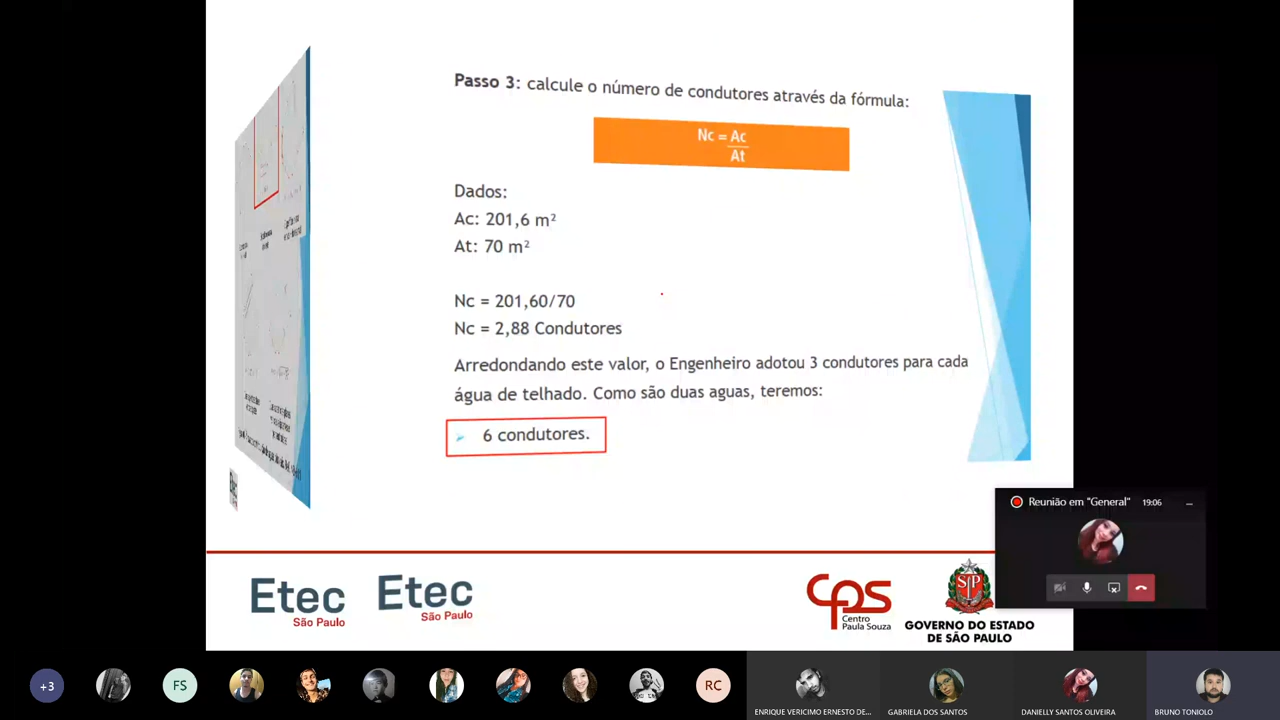 Passo 3: calcule o número de condutores através da fórmula:
Nc = Ac
At
Dados:
Ac: 201,6 m²
At: 70 m²
Nc = 201,60/70
Nc = 2,88 Condutores
Arredondando este valor, o Engenheiro adotou 3 condutores para cada
água de telhado. Como são duas aguas, teremos:
6 condutores.
Reunião em "General" 19:06
Etec
São Paulo
Etec
São Paulo
cps
Centro
Paula Souza
SP
GOVERNO DO ESTADO
DE SÃO PAULO
+3
FS
RC
ENRIQUE VERICIMO ERNESTO DE...
GABRIELA DOS SANTOS
DANIELLY SANTOS OLIVEIRA
BRUNO TONIOLO